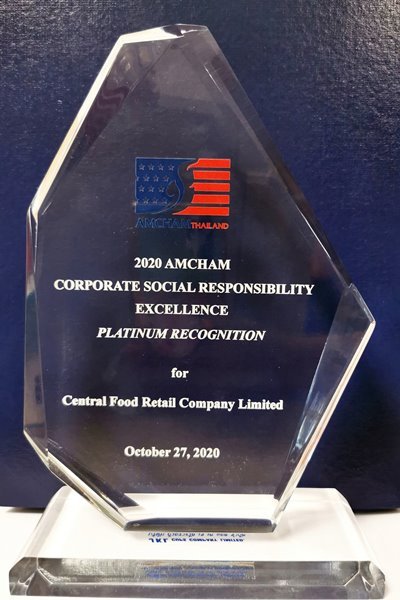 AMCHAM THAILAND
2020 AMCHAM
CORPORATE SOCIAL RESPONSIBILITY
EXCELLENCE
PLATINUM RECOGNITION
for
Central Food Retail Company Limited
October 27, 2020